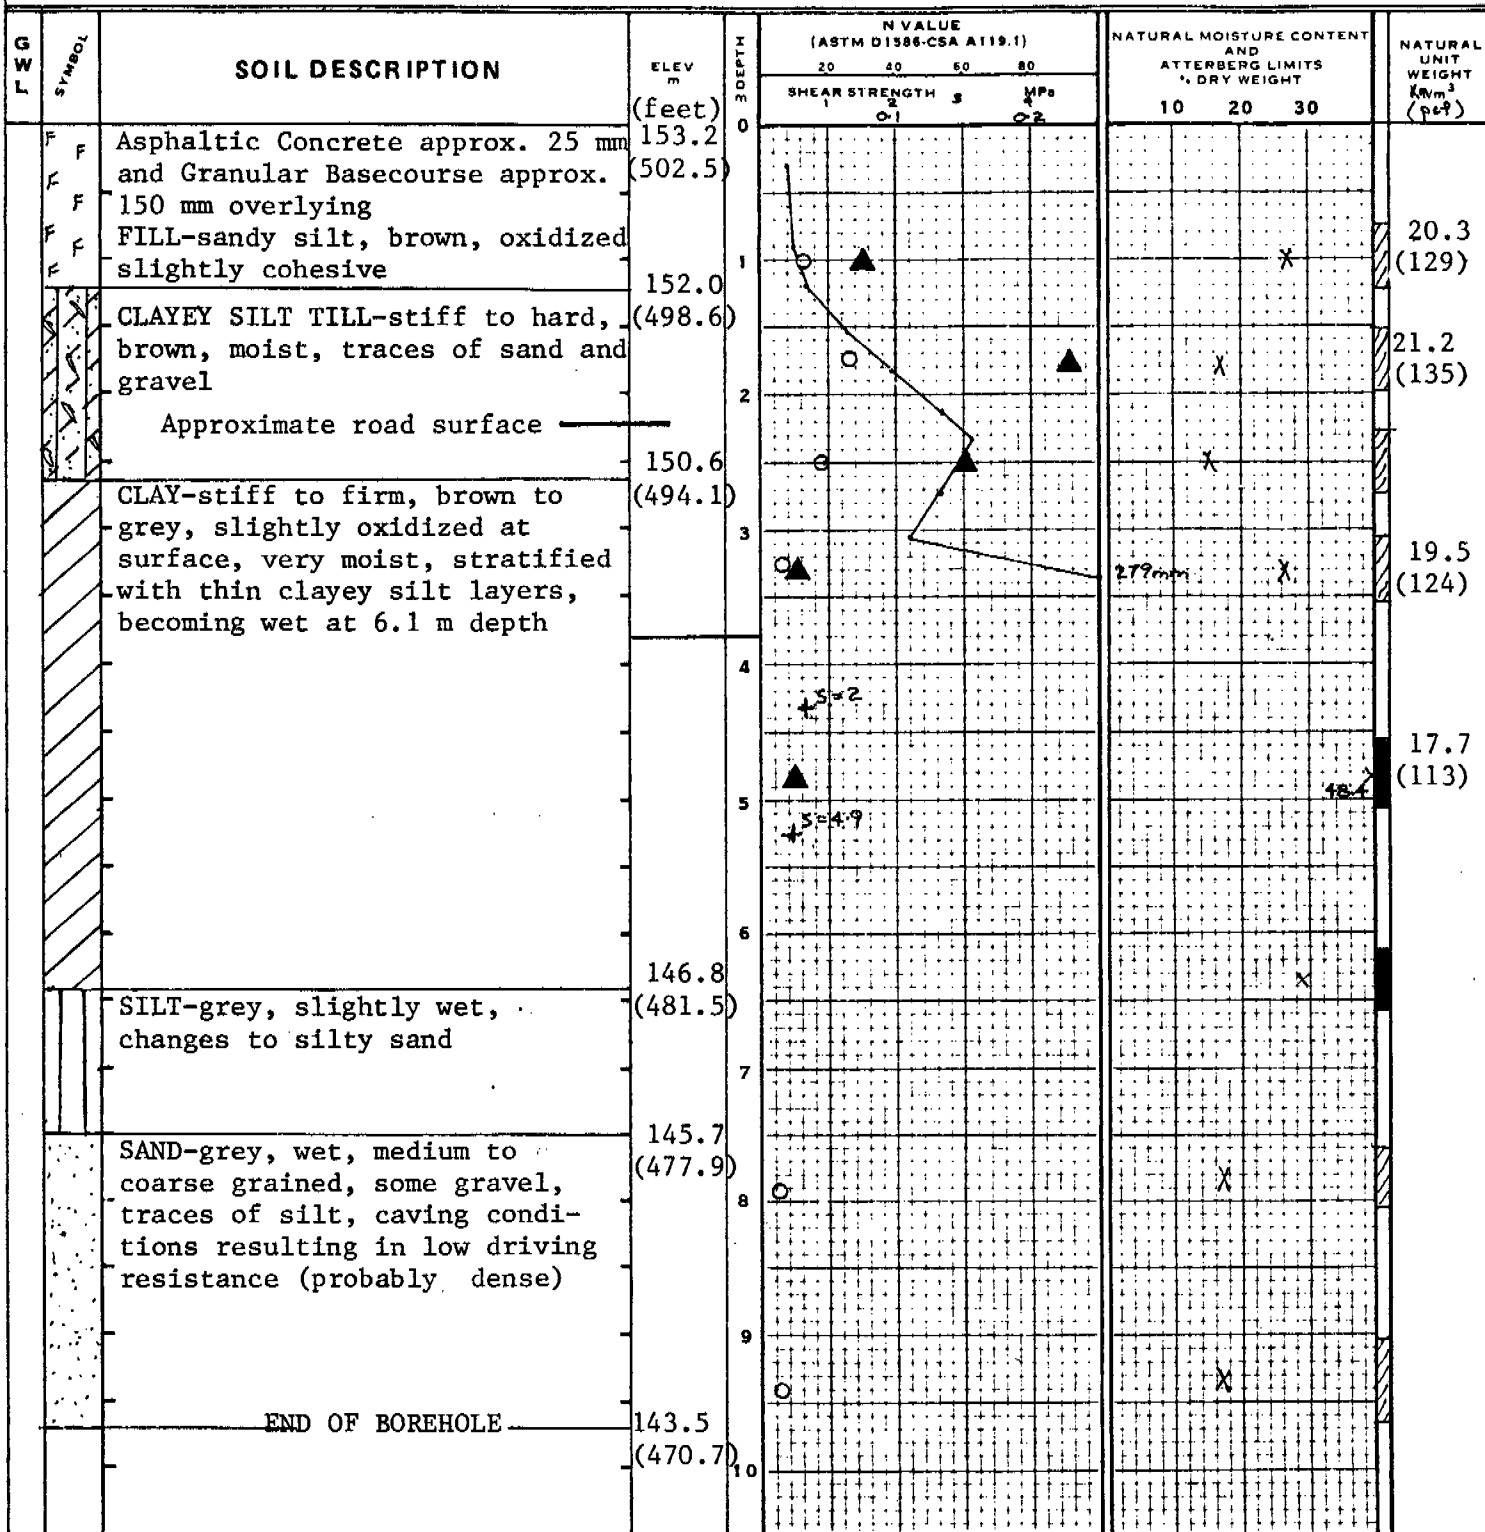 G
W
L
SYMBOL
SOIL DESCRIPTION
ELEV
m
(feet)
DEPTH
m
N VALUE
(ASTM D1586-CSA A119.1)
20 40 60 80
SHEAR STRENGTH MPa
1 2 3 4
0.1 0.2
NATURAL MOISTURE CONTENT
AND
ATTERBERG LIMITS
% DRY WEIGHT
10 20 30
NATURAL
UNIT
WEIGHT
KN/m³
(pcf)
0
F F
F
F
F F
F
Asphaltic Concrete approx. 25 mm
and Granular Basecourse approx.
150 mm overlying
FILL-sandy silt, brown, oxidized
slightly cohesive
153.2
(502.5)
1
20.3
(129)
152.0
(498.6)
CLAYEY SILT TILL-stiff to hard,
brown, moist, traces of sand and
gravel
21.2
(135)
2
Approximate road surface
150.6
(494.1)
CLAY-stiff to firm, brown to
grey, slightly oxidized at
surface, very moist, stratified
with thin clayey silt layers,
becoming wet at 6.1 m depth
3
279mm
19.5
(124)
4
S=2
17.7
(113)
48.4
5
S=4.9
6
146.8
(481.5)
SILT-grey, slightly wet,
changes to silty sand
7
145.7
(477.9)
SAND-grey, wet, medium to
coarse grained, some gravel,
traces of silt, caving condi-
tions resulting in low driving
resistance (probably dense)
8
9
END OF BOREHOLE
143.5
(470.7)
10